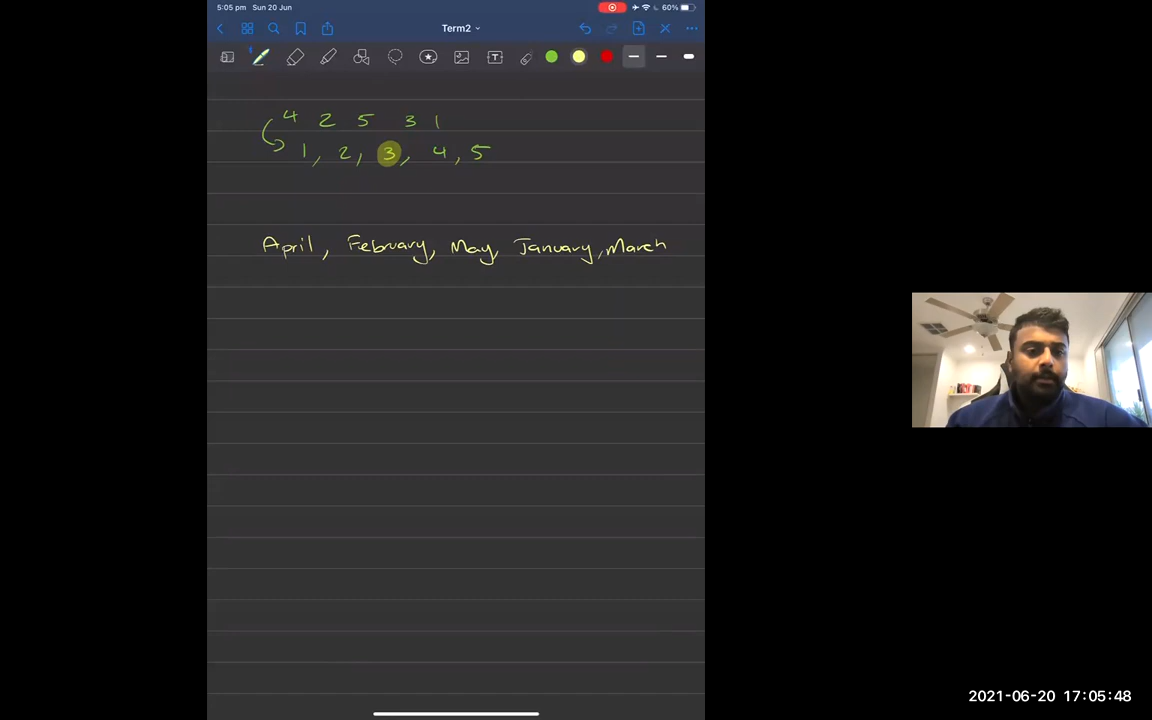 5:05 pm Sun 20 Jun
60%
Term2
4 2 5 3 1
1, 2, 3, 4, 5
April, February, May, January, March
2021-06-20 17:05:48